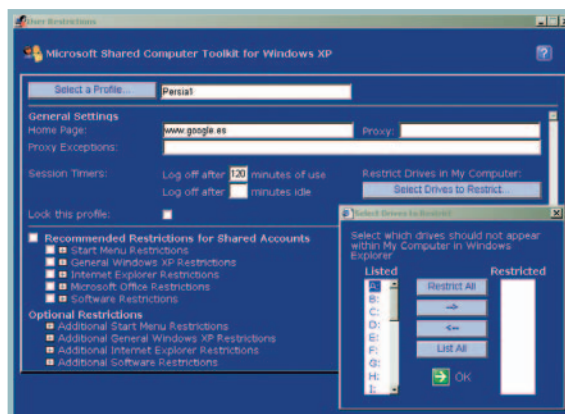 User Restrictions
Microsoft Shared Computer Toolkit for Windows XP
?
Select a Profile...
Persia1
General Settings
Home Page:
www.google.es
Proxy:
Proxy Exceptions:
Session Timers:
Log off after 120 minutes of use
Log off after minutes idle
Restrict Drives in My Computer:
Select Drives to Restrict...
Lock this profile:
Recommended Restrictions for Shared Accounts
Start Menu Restrictions
General Windows XP Restrictions
Internet Explorer Restrictions
Microsoft Office Restrictions
Software Restrictions
Optional Restrictions
Additional Start Menu Restrictions
Additional General Windows XP Restrictions
Additional Internet Explorer Restrictions
Additional Software Restrictions
Select Drives to Restrict
Select which drives should not appear
within My Computer in Windows
Explorer
Listed
Restricted
A:
B:
C:
D:
E:
F:
G:
H:
I:
Restrict All
-->
<--
List All
OK